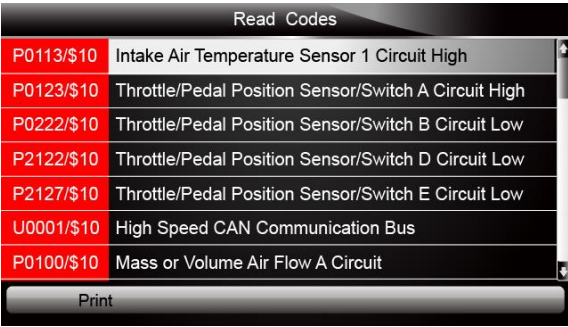 Read Codes
P0113/$10 Intake Air Temperature Sensor 1 Circuit High
P0123/$10 Throttle/Pedal Position Sensor/Switch A Circuit High
P0222/$10 Throttle/Pedal Position Sensor/Switch B Circuit Low
P2122/$10 Throttle/Pedal Position Sensor/Switch D Circuit Low
P2127/$10 Throttle/Pedal Position Sensor/Switch E Circuit Low
U0001/$10 High Speed CAN Communication Bus
P0100/$10 Mass or Volume Air Flow A Circuit
Print